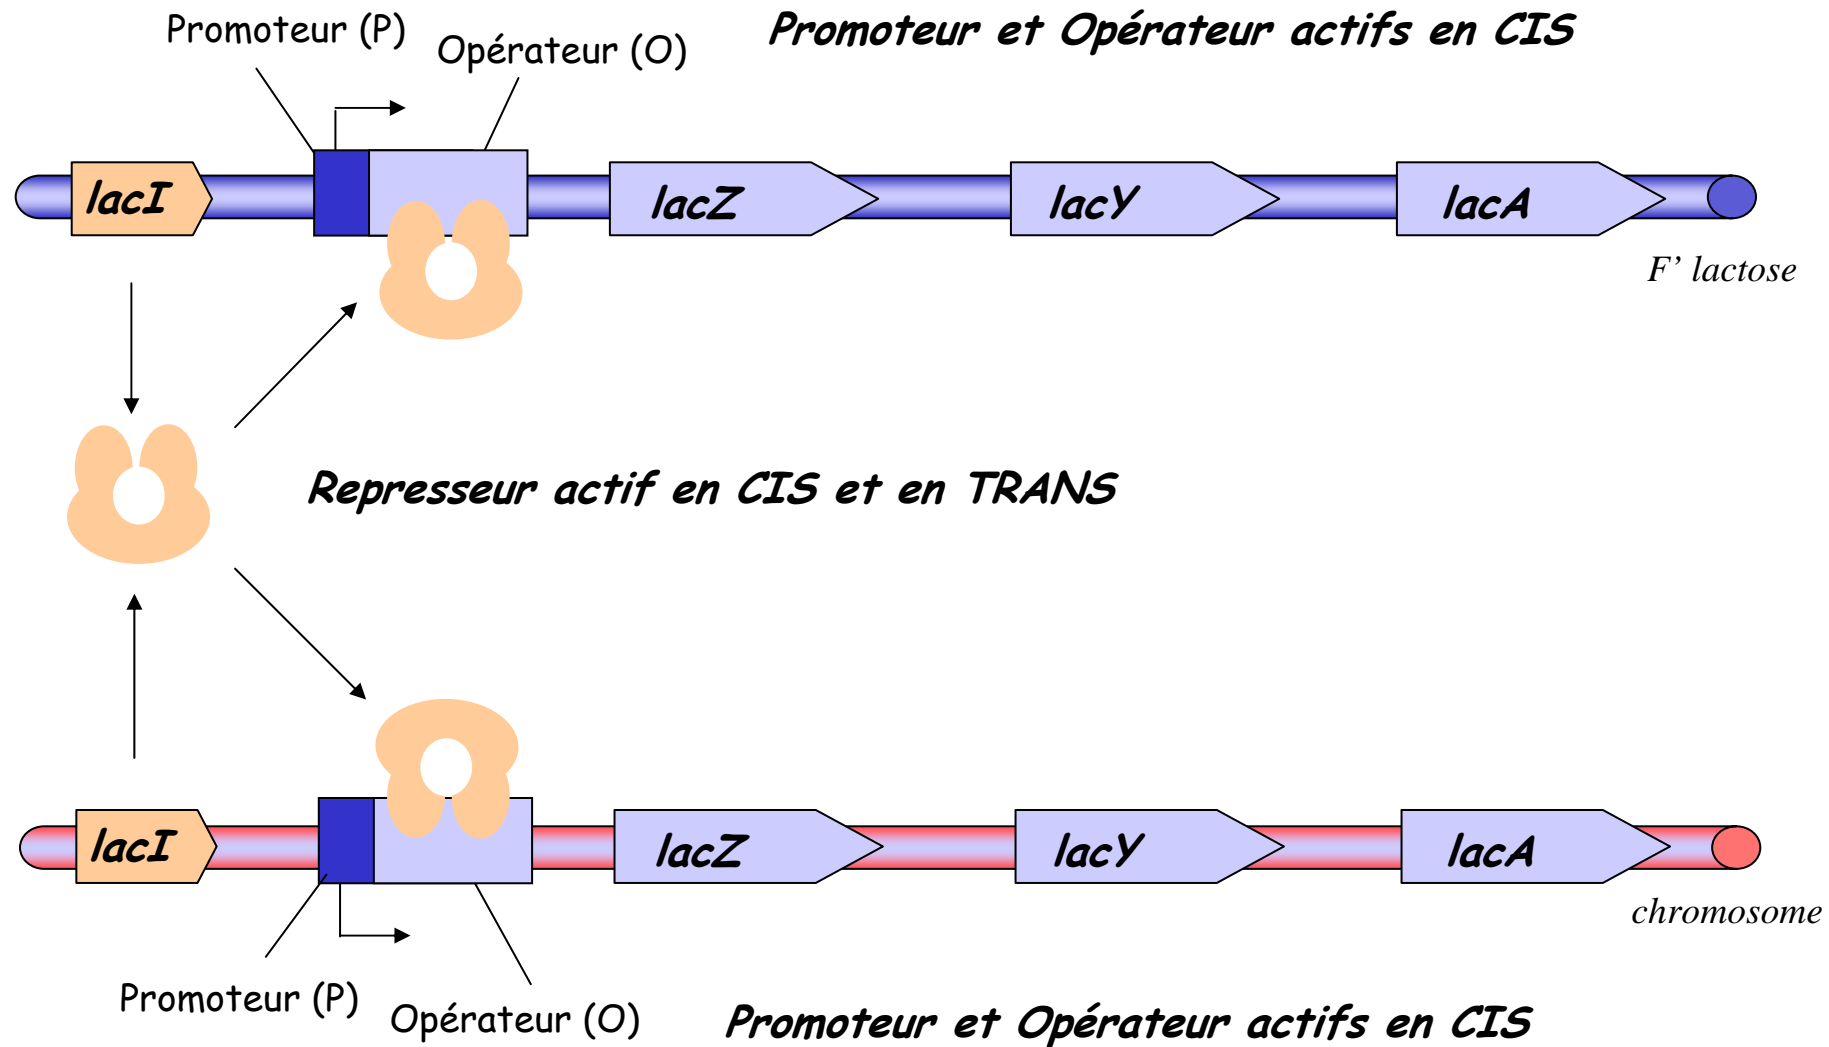 Promoteur (P)
Opérateur (O)
Promoteur et Opérateur actifs en CIS
lacI
lacZ
lacY
lacA
F’ lactose
Represseur actif en CIS et en TRANS
lacI
lacZ
lacY
lacA
chromosome
Promoteur (P)
Opérateur (O)
Promoteur et Opérateur actifs en CIS